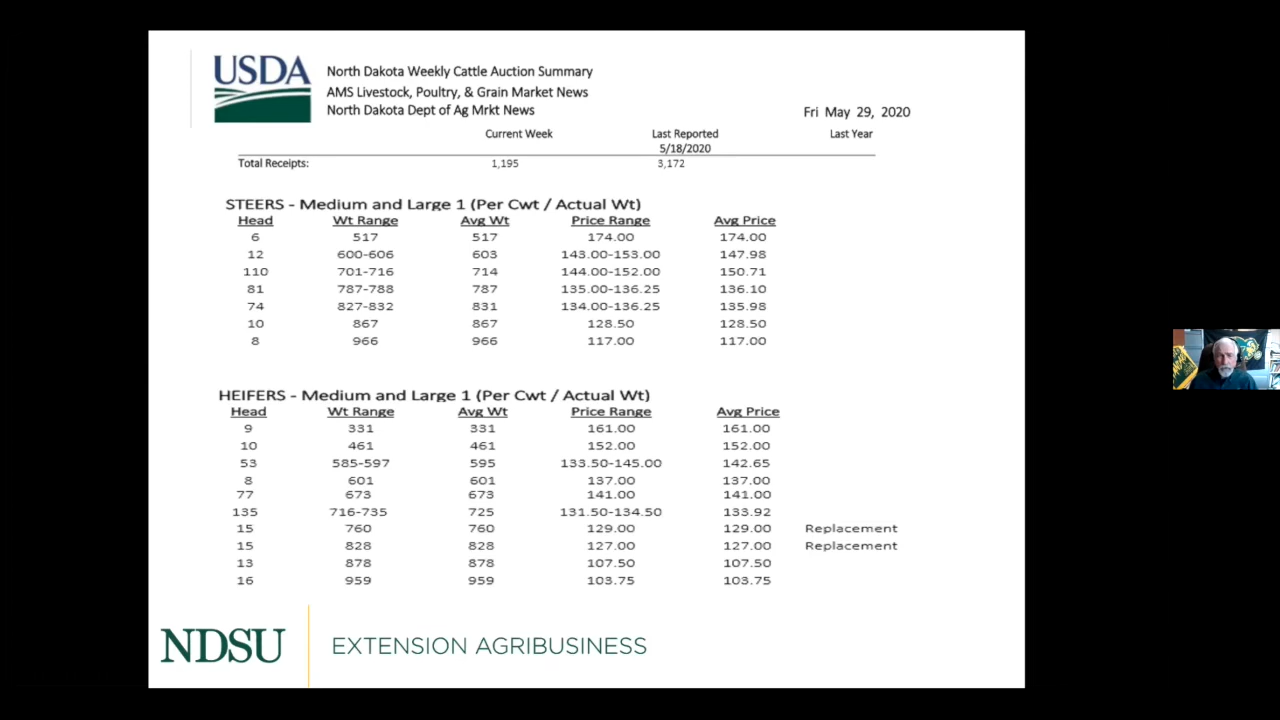 USDA
North Dakota Weekly Cattle Auction Summary
AMS Livestock, Poultry, & Grain Market News
North Dakota Dept of Ag Mrkt News
Fri May 29, 2020
Current Week Last Reported Last Year
5/18/2020
Total Receipts: 1,195 3,172
STEERS - Medium and Large 1 (Per Cwt / Actual Wt)
Head Wt Range Avg Wt Price Range Avg Price
6 517 517 174.00 174.00
12 600-606 603 143.00-153.00 147.98
110 701-716 714 144.00-152.00 150.71
81 787-788 787 135.00-136.25 136.10
74 827-832 831 134.00-136.25 135.98
10 867 867 128.50 128.50
8 966 966 117.00 117.00
HEIFERS - Medium and Large 1 (Per Cwt / Actual Wt)
Head Wt Range Avg Wt Price Range Avg Price
9 331 331 161.00 161.00
10 461 461 152.00 152.00
53 585-597 595 133.50-145.00 142.65
8 601 601 137.00 137.00
77 673 673 141.00 141.00
135 716-735 725 131.50-134.50 133.92
15 760 760 129.00 129.00 Replacement
15 828 828 127.00 127.00 Replacement
13 878 878 107.50 107.50
16 959 959 103.75 103.75
NDSU EXTENSION AGRIBUSINESS